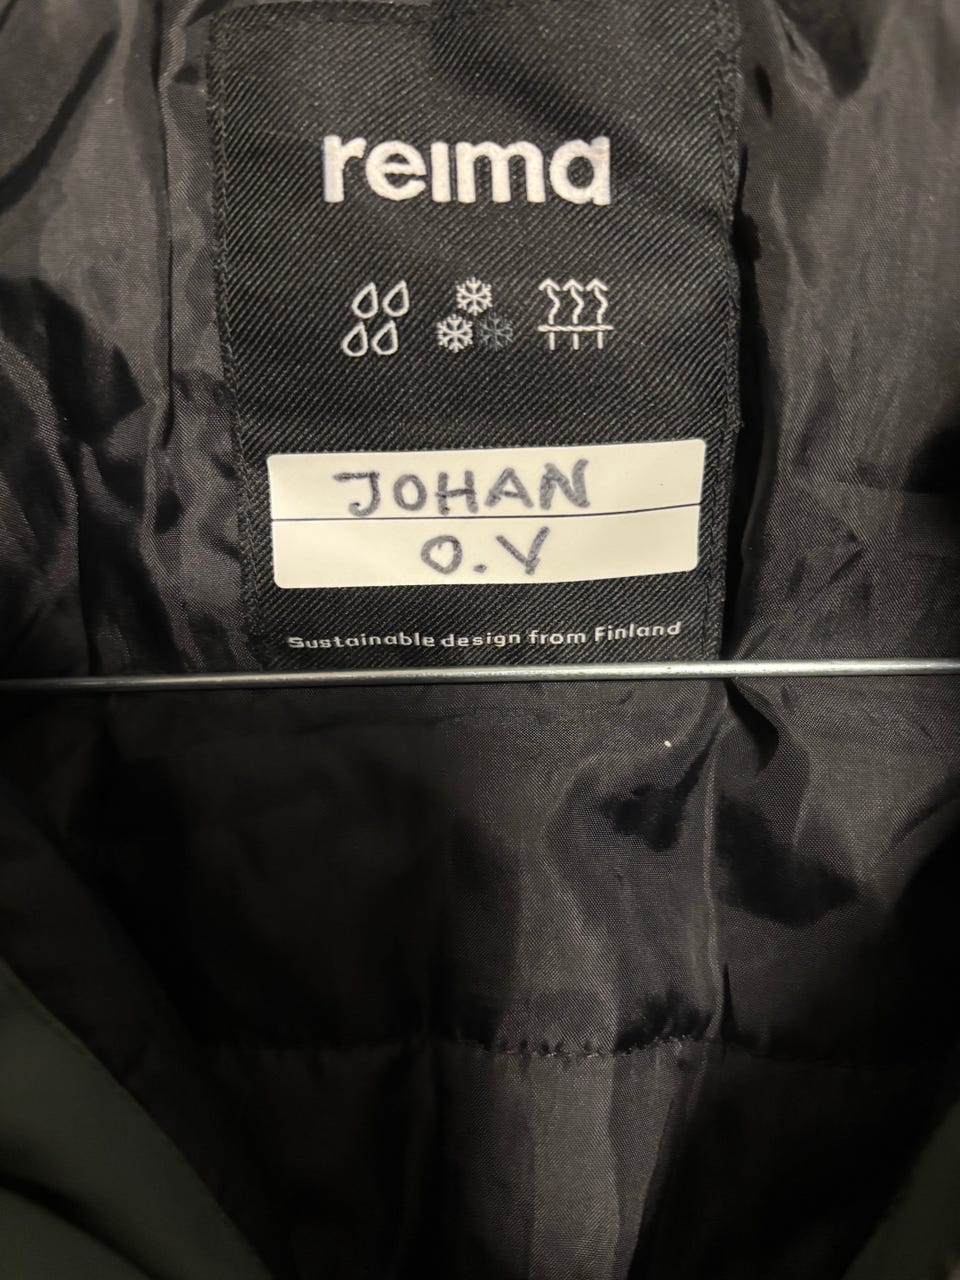 reima
JOHAN
O.V
Sustainable design from Finland